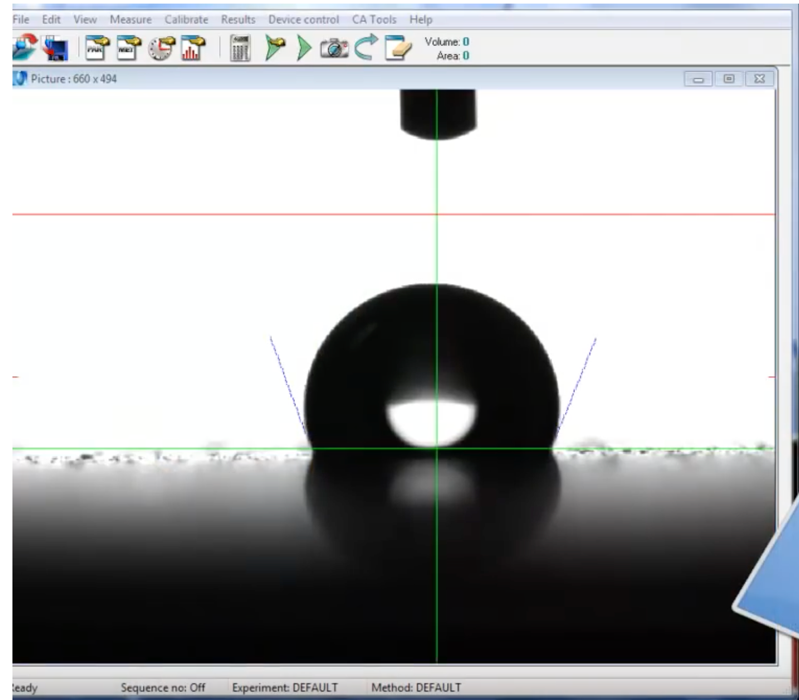 File Edit View Measure Calibrate Results Device control CA Tools Help
Volume: 0
Area: 0
Picture : 660 x 494
Sequence no: Off Experiment: DEFAULT Method: DEFAULT